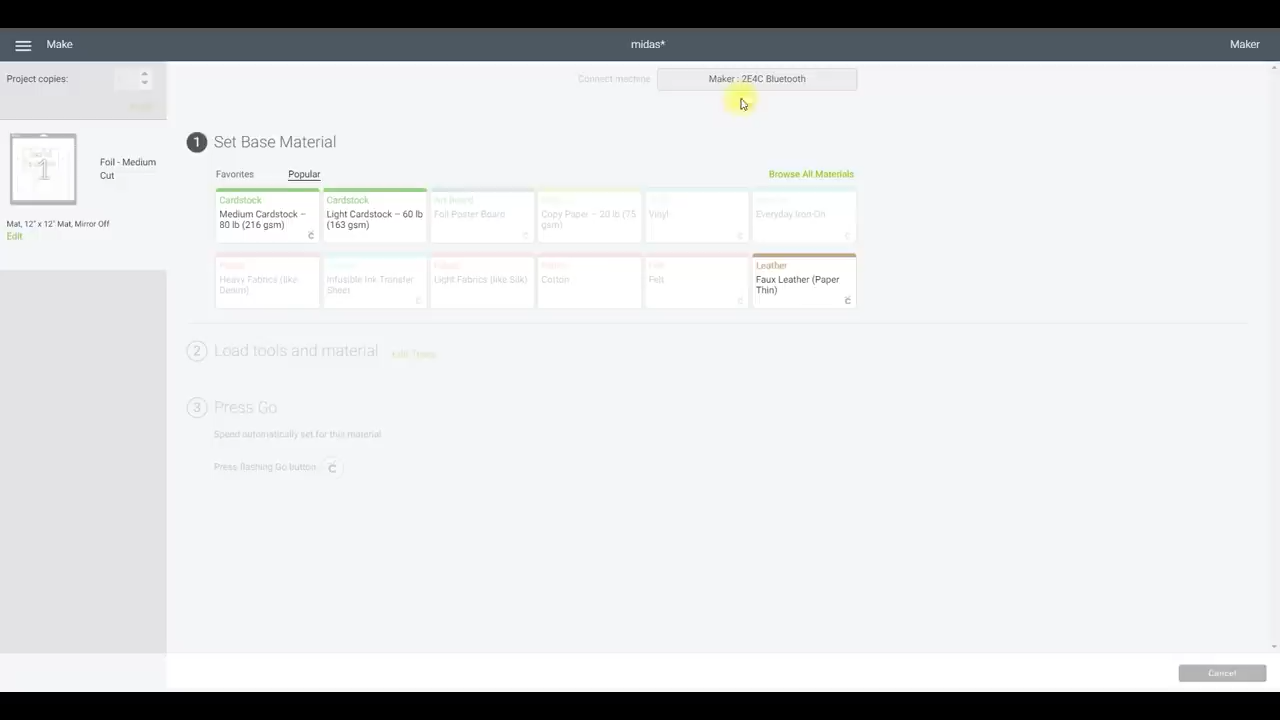 Make
midas*
Maker
Project copies:
Connect machine
Maker : 2E4C Bluetooth
Foil - Medium
Cut
1
Mat, 12" x 12" Mat, Mirror Off
Edit
1 Set Base Material
Favorites
Popular
Browse All Materials
Cardstock
Medium Cardstock –
80 lb (216 gsm)
Cardstock
Light Cardstock – 60 lb
(163 gsm)
Art Board
Foil Poster Board
Copy Paper – 20 lb (75
gsm)
Vinyl
Everyday Iron On
Heavy Fabrics (like
Denim)
Infusible Ink Transfer
Sheet
Light Fabrics (like Silk)
Cotton
Felt
Leather
Faux Leather (Paper
Thin)
2 Load tools and material
Edit Tools
3 Press Go
Speed automatically set for this material
Press flashing Go button
Cancel